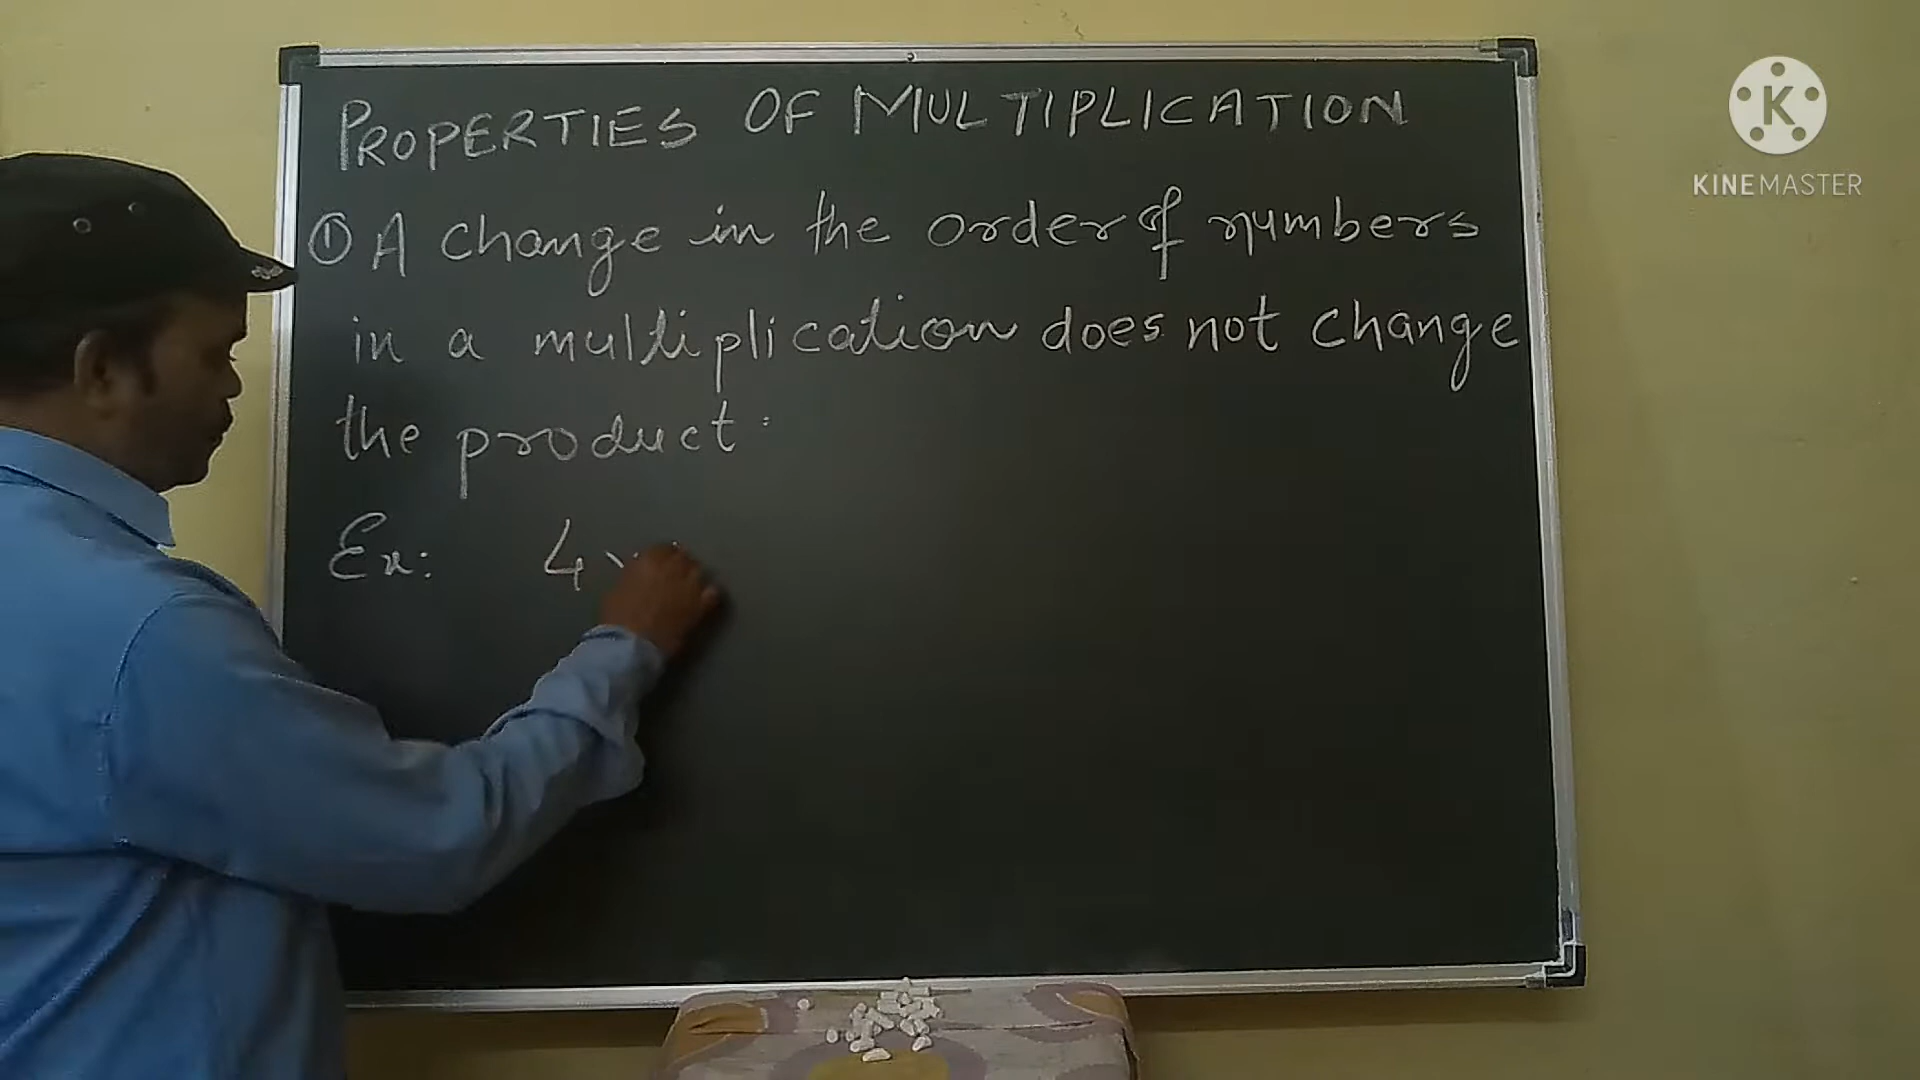 PROPERTIES OF MULTIPLICATION
① A change in the order of numbers
in a multiplication does not change
the product.
Ex: 4 ×
K
KINEMASTER